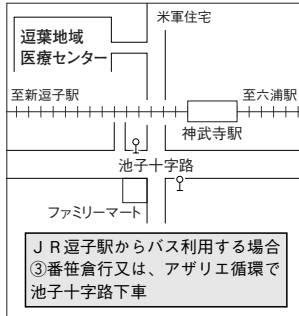 米軍住宅
逗葉地域
医療センター
至新逗子駅
至六浦駅
神武寺駅
池子十字路
ファミリーマート
ＪＲ逗子駅からバス利用する場合
③番笹倉行又は、アザリエ循環で
池子十字路下車